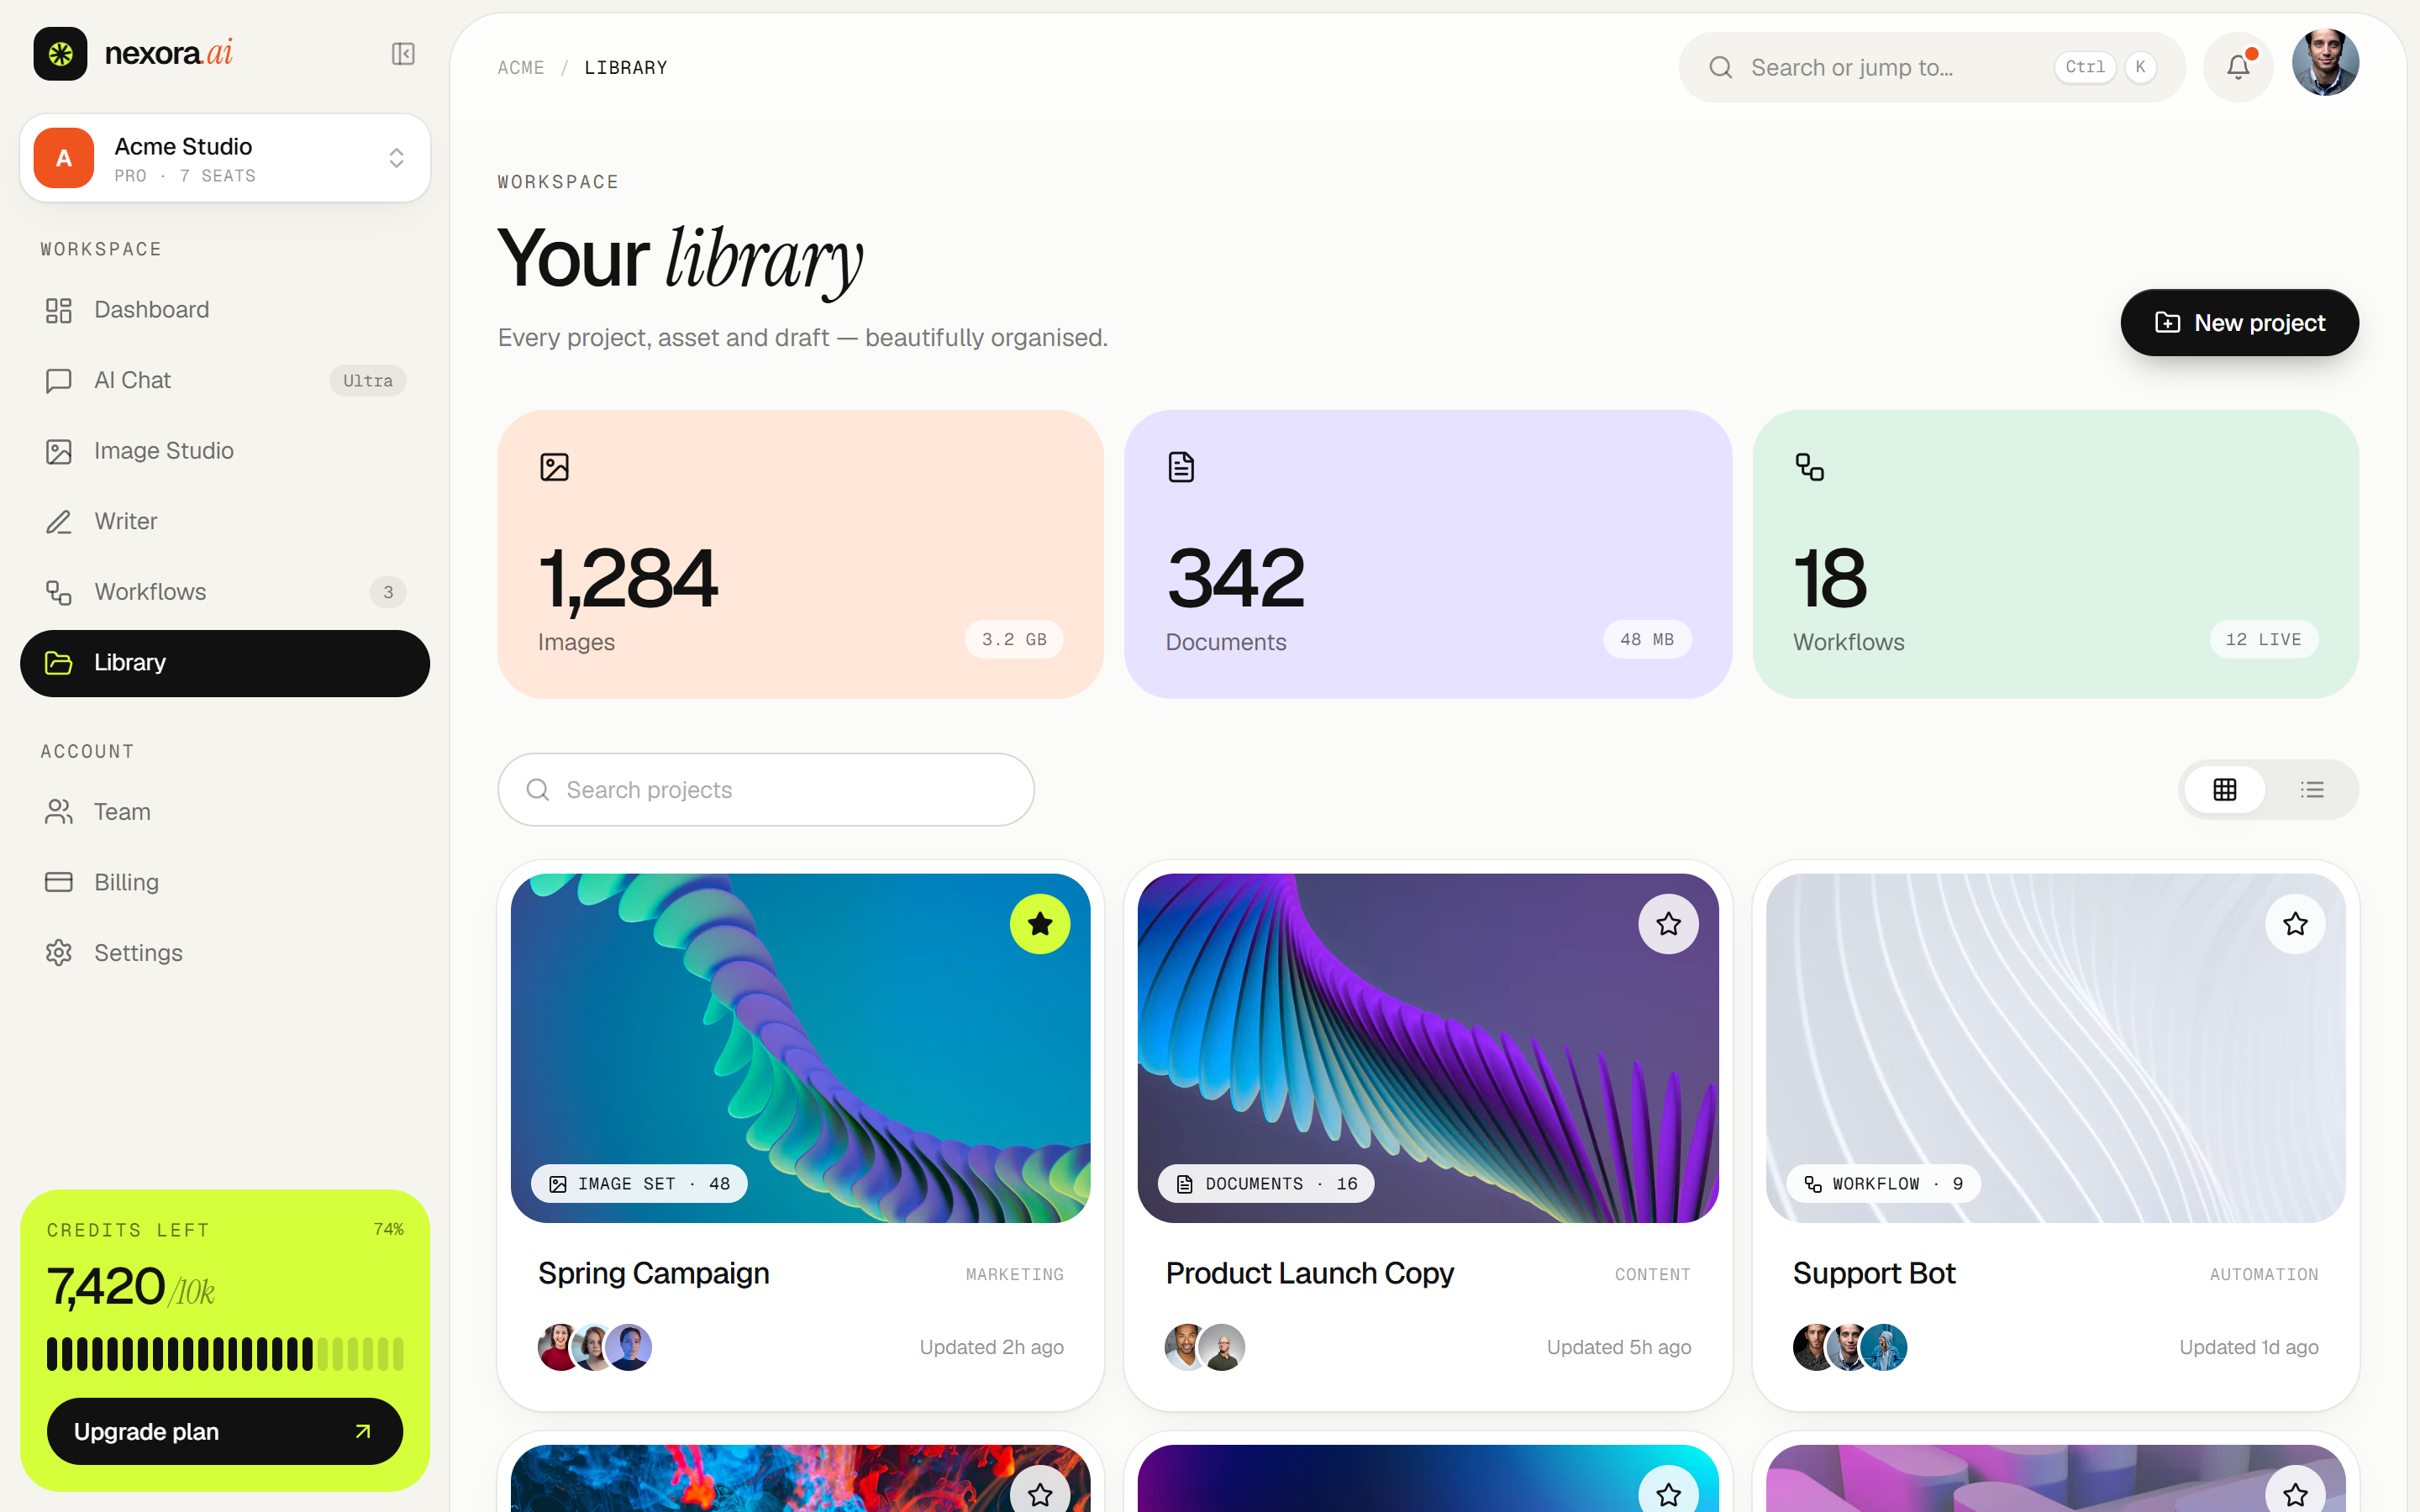 nexora.ai
A
Acme Studio
PRO · 7 SEATS
WORKSPACE
Dashboard
AI Chat
Ultra
Image Studio
Writer
Workflows
3
Library
ACCOUNT
Team
Billing
Settings
CREDITS LEFT
74%
7,420/10k
Upgrade plan
ACME / LIBRARY
Search or jump to...
Ctrl K
WORKSPACE
Your library
Every project, asset and draft — beautifully organised.
New project
1,284
Images
3.2 GB
342
Documents
48 MB
18
Workflows
12 LIVE
Search projects
IMAGE SET · 48
Spring Campaign
MARKETING
Updated 2h ago
DOCUMENTS · 16
Product Launch Copy
CONTENT
Updated 5h ago
WORKFLOW · 9
Support Bot
AUTOMATION
Updated 1d ago